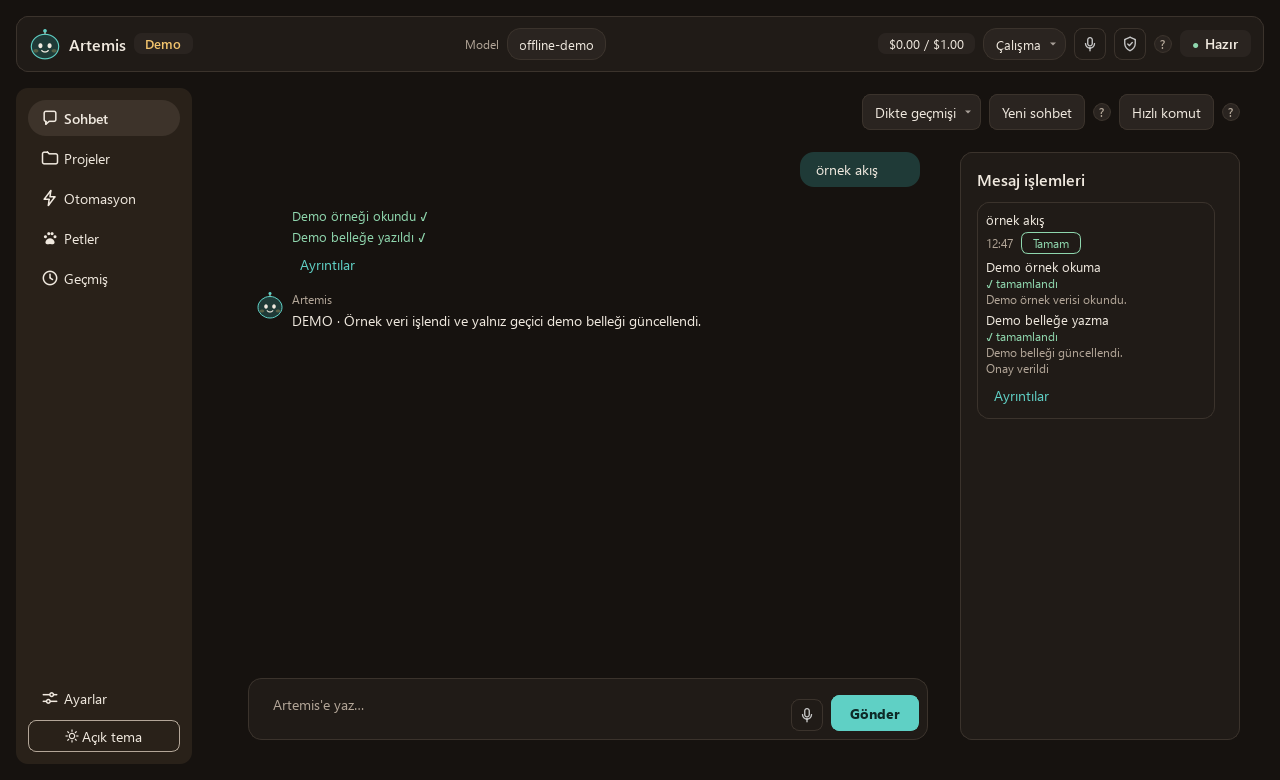 Artemis
Demo
Model
offline-demo
$0.00 / $1.00
Çalışma
?
Hazır
Sohbet
Projeler
Otomasyon
Petler
Geçmiş
Ayarlar
Açık tema
Dikte geçmişi
Yeni sohbet
?
Hızlı komut
?
örnek akış
Demo örneği okundu ✓
Demo belleğe yazıldı ✓
Ayrıntılar
Artemis
DEMO · Örnek veri işlendi ve yalnız geçici demo belleği güncellendi.
Artemis'e yaz...
Gönder
Mesaj işlemleri
örnek akış
12:47 Tamam
Demo örnek okuma
✓ tamamlandı
Demo örnek verisi okundu.
Demo belleğe yazma
✓ tamamlandı
Demo belleği güncellendi.
Onay verildi
Ayrıntılar